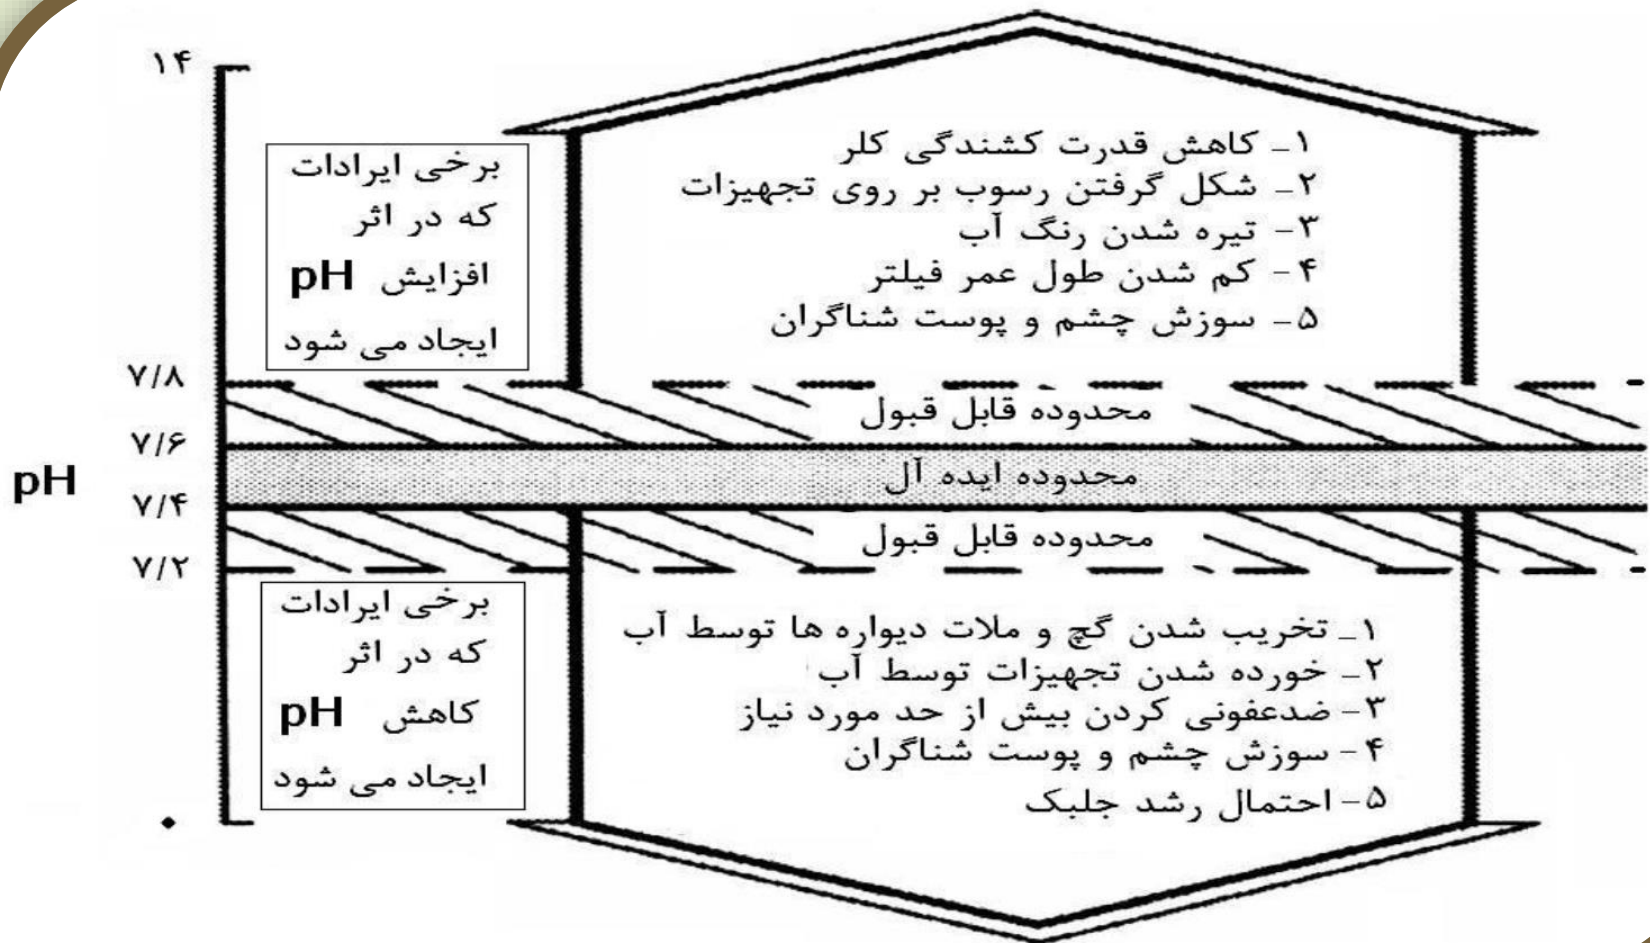 ۱۴
برخی ایرادات
که در اثر
افزایش pH
ایجاد می شود
۱ـ کاهش قدرت کشندگی کلر
۲ـ شکل گرفتن رسوب بر روی تجهیزات
۳- تیره شدن رنگ آب
۴- کم شدن طول عمر فیلتر
۵ـ سوزش چشم و پوست شناگران
۷/۸
محدوده قابل قبول
۷/۶
pH
محدوده ایده آل
۷/۴
محدوده قابل قبول
۷/۲
برخی ایرادات
که در اثر
کاهش pH
ایجاد می شود
۱ـ تخریب شدن گچ و ملات دیواره ها توسط آب
۲ـ خورده شدن تجهیزات توسط آب
۳- ضدعفونی کردن بیش از حد مورد نیاز
۴- سوزش چشم و پوست شناگران
۵- احتمال رشد جلبک
۰